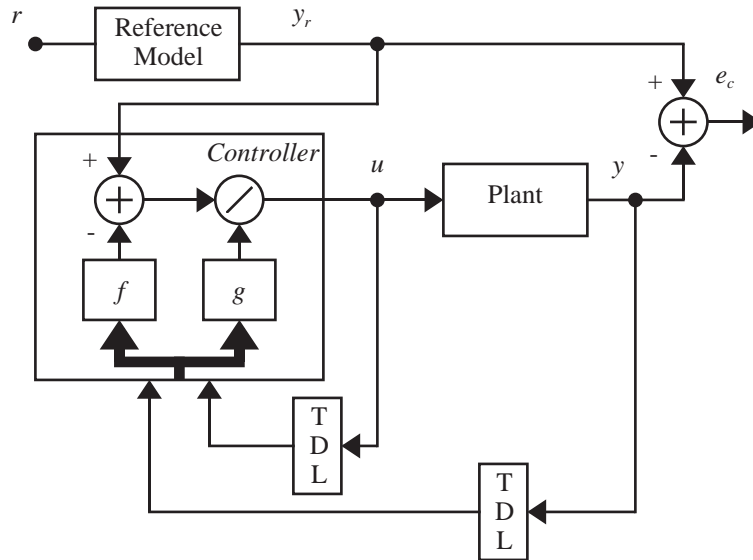 r
Reference
Model
y_r
+
e_c
-
+
Controller
-
u
y
Plant
f
g
T
D
L
T
D
L